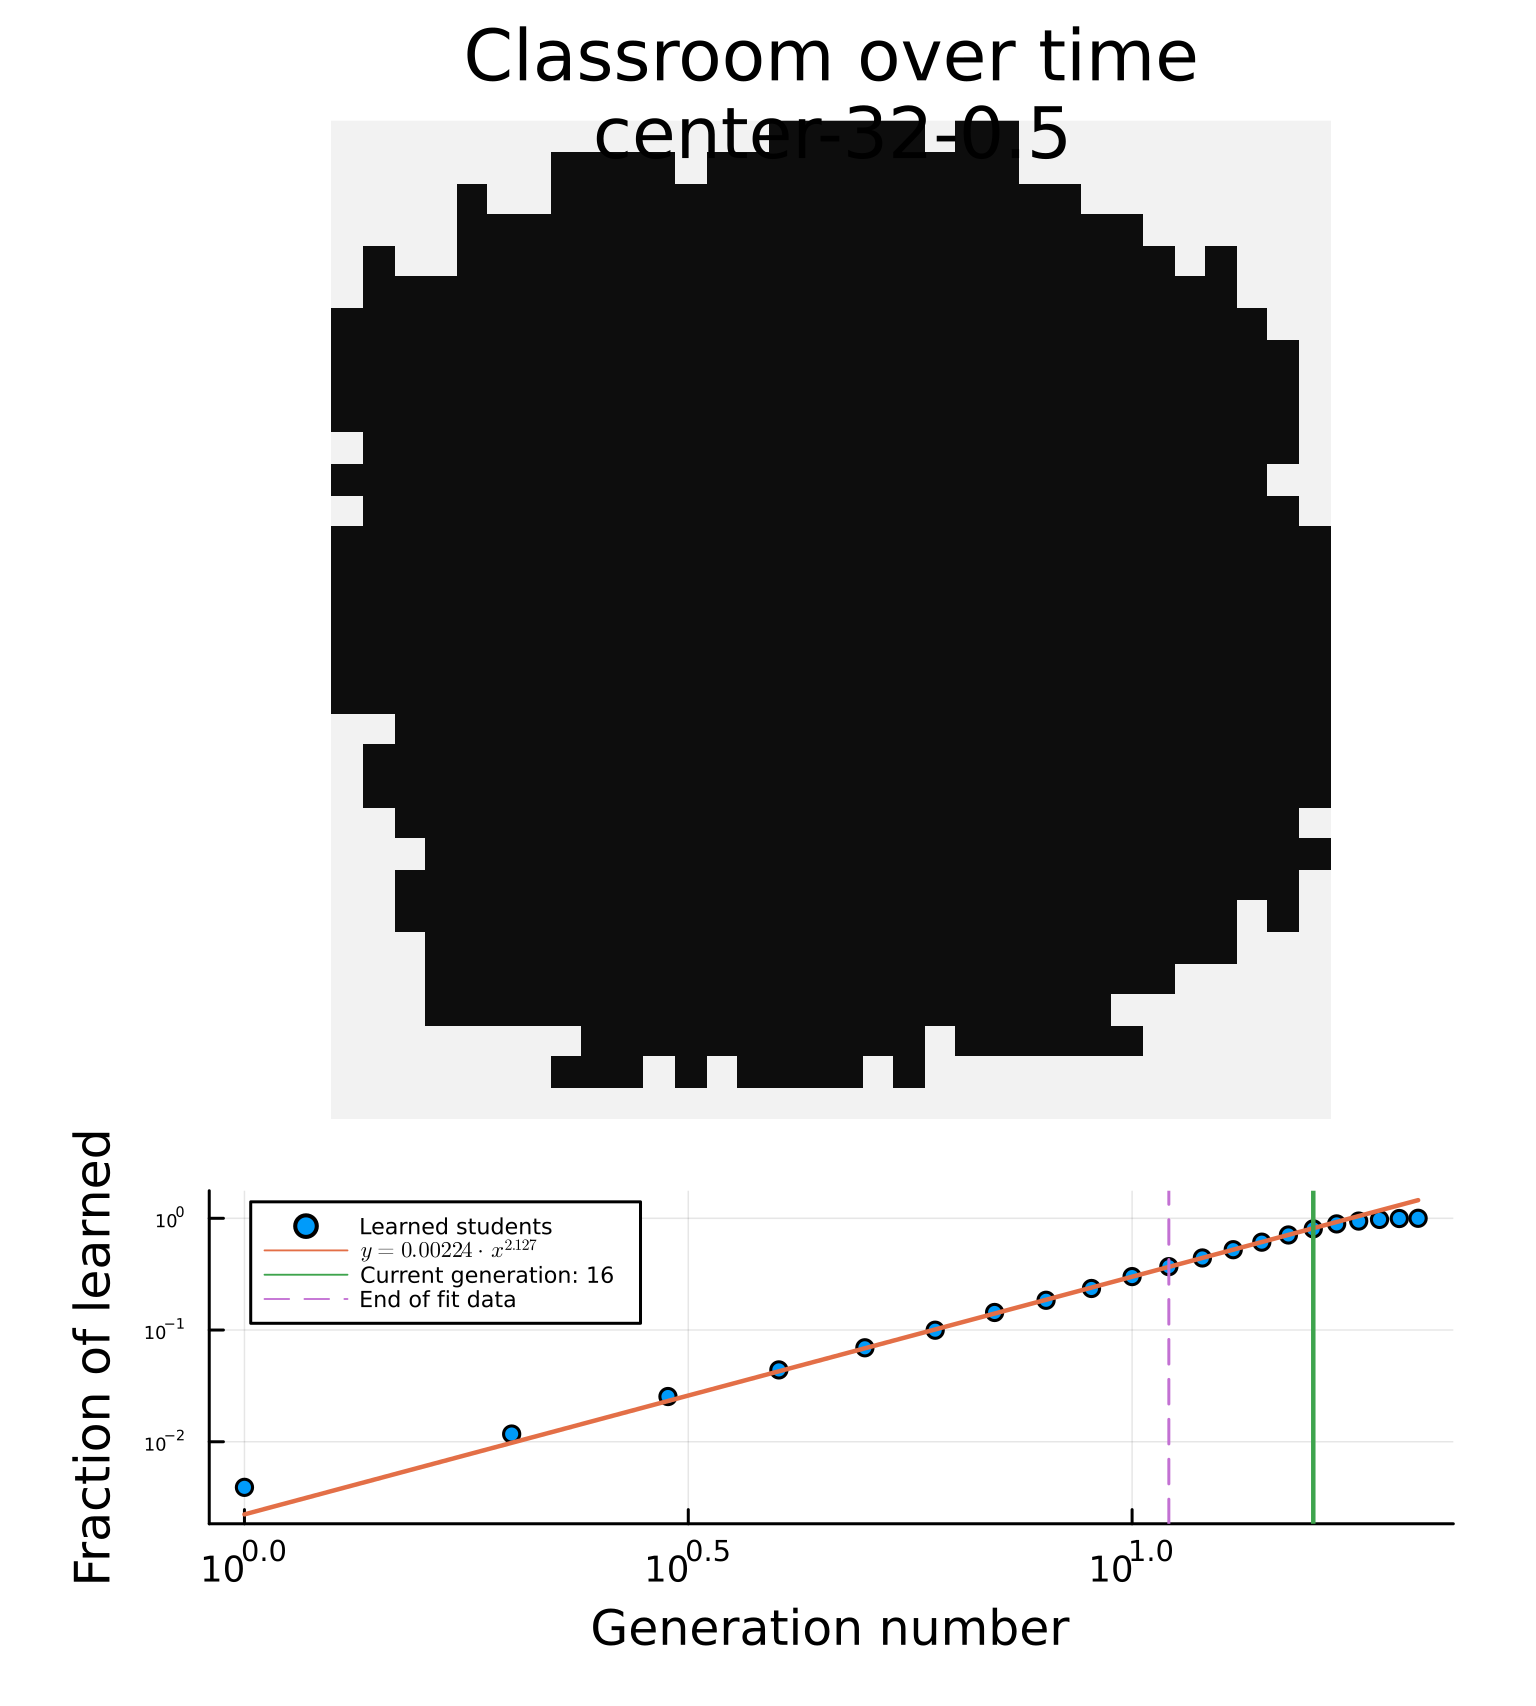 Classroom over time
center-32-0.5
Fraction of learned
10⁰
10⁻¹
10⁻²
Learned students
y = 0.00224 · x^2.127
Current generation: 16
End of fit data
10^0.0
10^0.5
10^1.0
Generation number